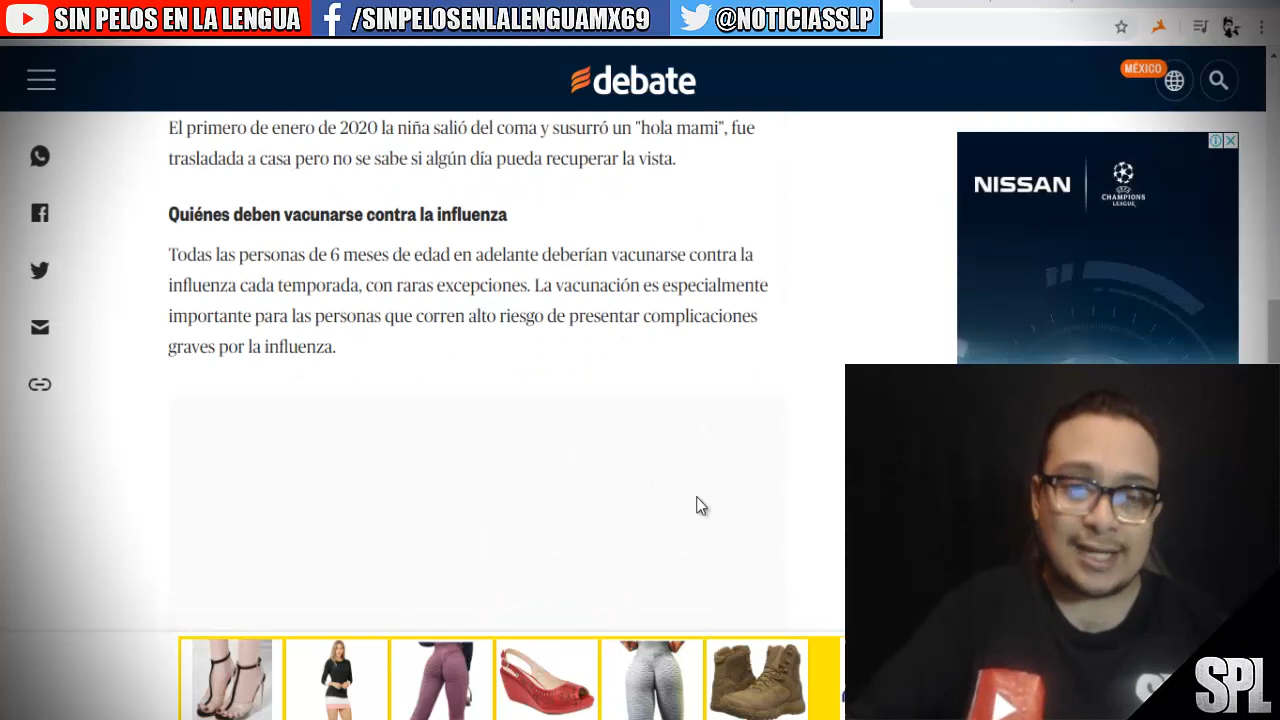 SIN PELOS EN LA LENGUA
/SINPELOSENLALENGUAMX69
@NOTICIASSLP
debate
MÉXICO
El primero de enero de 2020 la niña salió del coma y susurró un "hola mami", fue
trasladada a casa pero no se sabe si algún día pueda recuperar la vista.
Quiénes deben vacunarse contra la influenza
Todas las personas de 6 meses de edad en adelante deberían vacunarse contra la
influenza cada temporada, con raras excepciones. La vacunación es especialmente
importante para las personas que corren alto riesgo de presentar complicaciones
graves por la influenza.
NISSAN
CHAMPIONS
LEAGUE
SPL